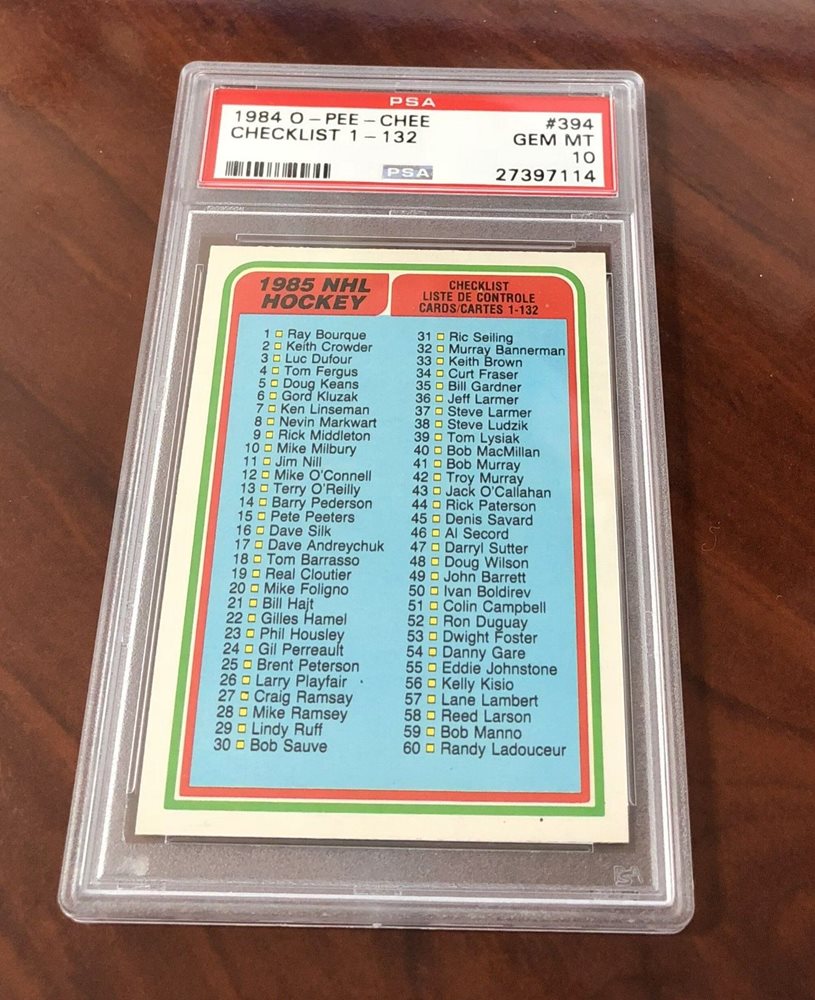 PSA
1984 O-PEE-CHEE #394
CHECKLIST 1-132 GEM MT
10
PSA 27397114
1985 NHL
HOCKEY
CHECKLIST
LISTE DE CONTROLE
CARDS/CARTES 1-132
1 Ray Bourque
2 Keith Crowder
3 Luc Dufour
4 Tom Fergus
5 Doug Keans
6 Gord Kluzak
7 Ken Linseman
8 Nevin Markwart
9 Rick Middleton
10 Mike Milbury
11 Jim Nill
12 Mike O'Connell
13 Terry O'Reilly
14 Barry Pederson
15 Pete Peeters
16 Dave Silk
17 Dave Andreychuk
18 Tom Barrasso
19 Real Cloutier
20 Mike Foligno
21 Bill Hajt
22 Gilles Hamel
23 Phil Housley
24 Gil Perreault
25 Brent Peterson
26 Larry Playfair
27 Craig Ramsay
28 Mike Ramsey
29 Lindy Ruff
30 Bob Sauve
31 Ric Seiling
32 Murray Bannerman
33 Keith Brown
34 Curt Fraser
35 Bill Gardner
36 Jeff Larmer
37 Steve Larmer
38 Steve Ludzik
39 Tom Lysiak
40 Bob MacMillan
41 Bob Murray
42 Troy Murray
43 Jack O'Callahan
44 Rick Paterson
45 Denis Savard
46 Al Secord
47 Darryl Sutter
48 Doug Wilson
49 John Barrett
50 Ivan Boldirev
51 Colin Campbell
52 Ron Duguay
53 Dwight Foster
54 Danny Gare
55 Eddie Johnstone
56 Kelly Kisio
57 Lane Lambert
58 Reed Larson
59 Bob Manno
60 Randy Ladouceur
PSA